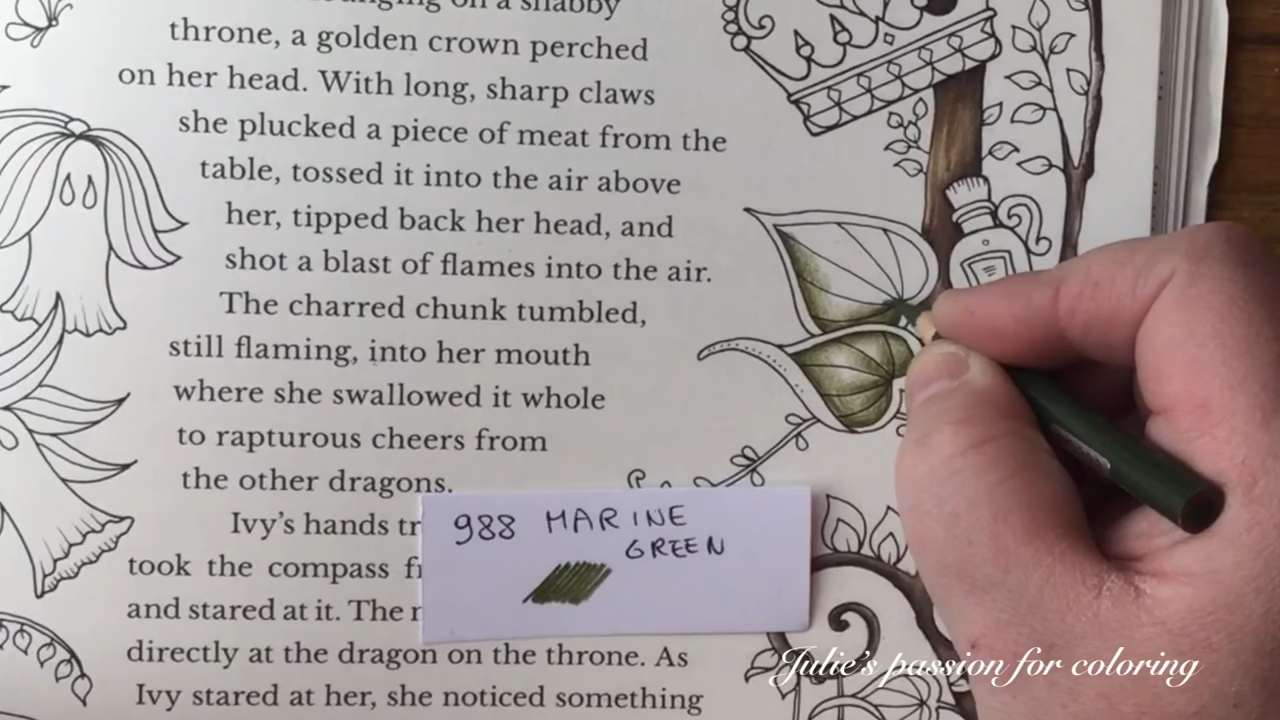 on a shabby
throne, a golden crown perched
on her head. With long, sharp claws
she plucked a piece of meat from the
table, tossed it into the air above
her, tipped back her head, and
shot a blast of flames into the air.
The charred chunk tumbled,
still flaming, into her mouth
where she swallowed it whole
to rapturous cheers from
the other dragons.
Ivy's hands
took the compass
and stared at it. The
directly at the dragon on the throne. As
Ivy stared at her, she noticed something
988 MARINE
GREEN
Julie's passion for coloring